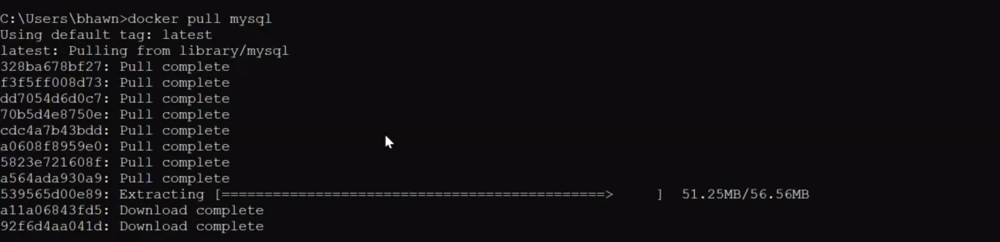 C:\Users\bhawn>docker pull mysql
Using default tag: latest
latest: Pulling from library/mysql
328ba678bf27: Pull complete
f3f5ff008d73: Pull complete
dd7054d6d0c7: Pull complete
70b5d4e8750e: Pull complete
cdc4a7b43bdd: Pull complete
a0608f8959e0: Pull complete
5823e721608f: Pull complete
a564ada930a9: Pull complete
539565d00e89: Extracting [=============================================>     ]  51.25MB/56.56MB
a11a06843fd5: Download complete
92f6d4aa041d: Download complete